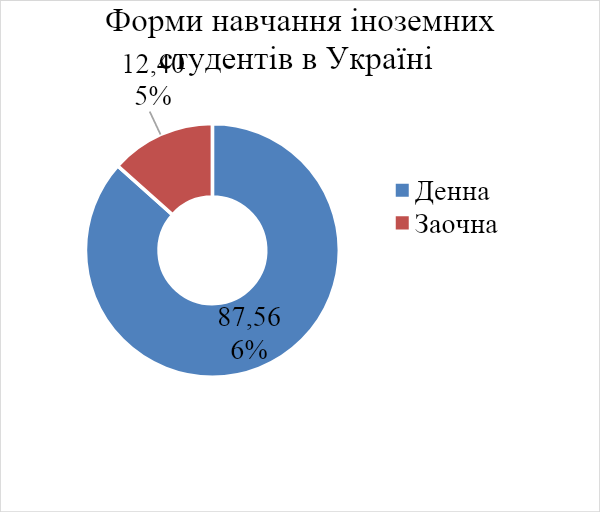 Форми навчання іноземних
студентів в Україні
12,40
5%
Денна
Заочна
87,56
6%